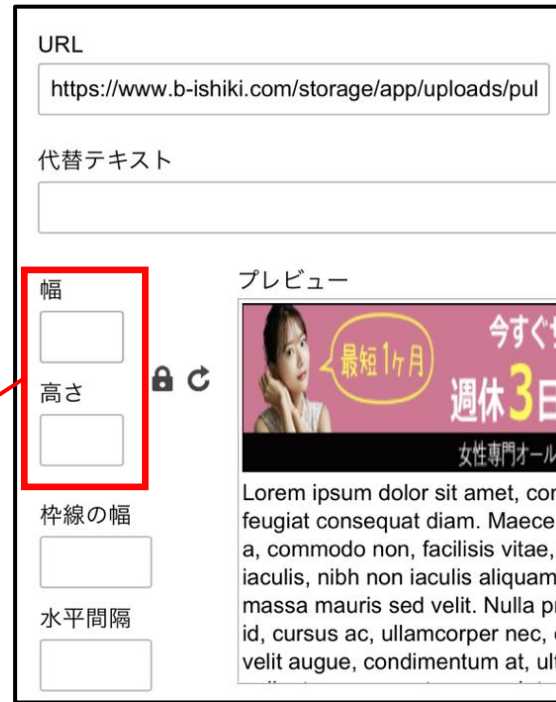 URL
https://www.b-ishiki.com/storage/app/uploads/pul
代替テキスト
幅
高さ
枠線の幅
水平間隔
プレビュー
最短1ヶ月
今すぐ
週休3日
女性専門オール
Lorem ipsum dolor sit amet, con
feugiat consequat diam. Maece
a, commodo non, facilisis vitae,
iaculis, nibh non iaculis aliquam
massa mauris sed velit. Nulla p
id, cursus ac, ullamcorper nec,
velit augue, condimentum at, ult